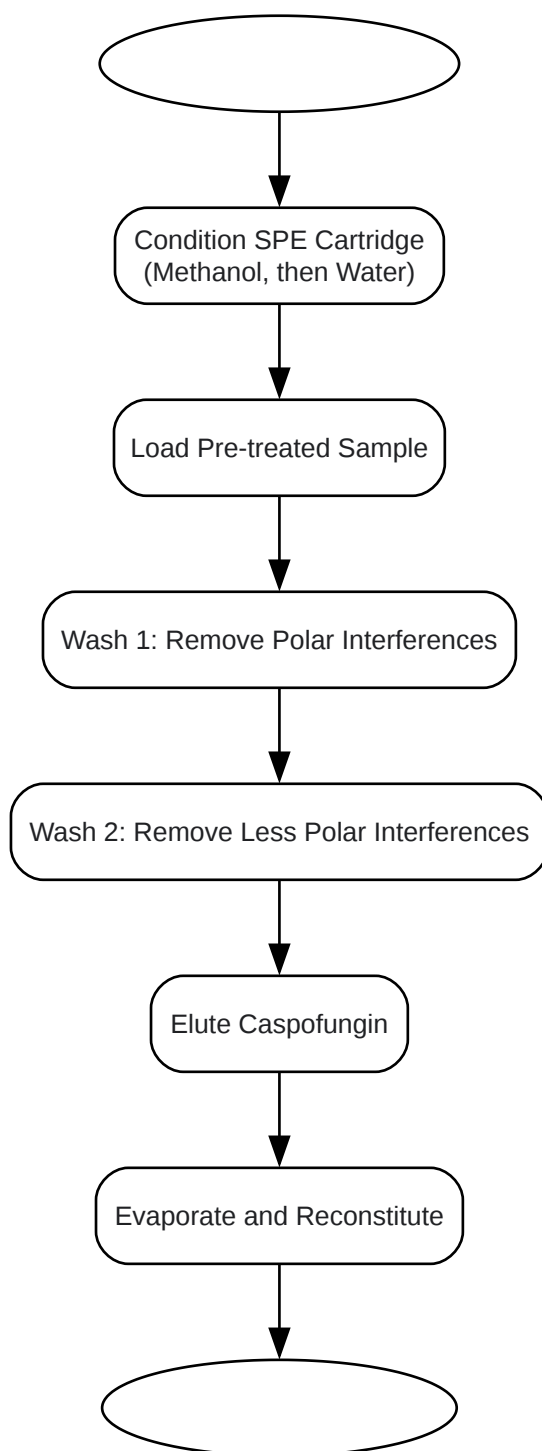 Condition SPE Cartridge
(Methanol, then Water)
Load Pre-treated Sample
Wash 1: Remove Polar Interferences
Wash 2: Remove Less Polar Interferences
Elute Caspofungin
Evaporate and Reconstitute